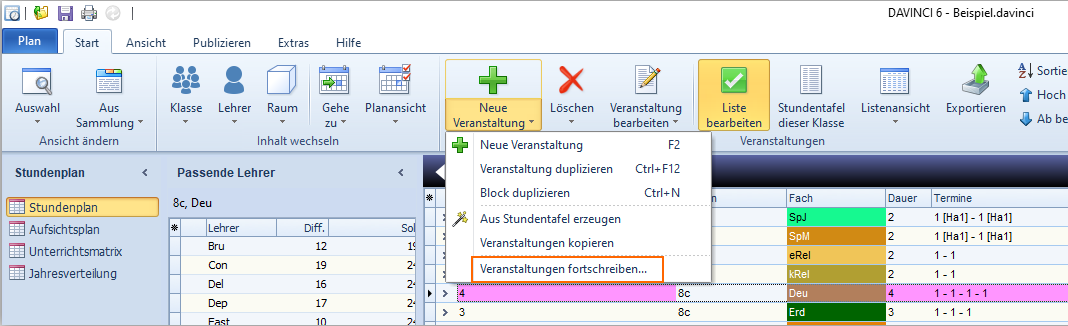 DAVINCI 6 - Beispiel.davinci
Plan Start Ansicht Publizieren Extras Hilfe
Auswahl
Aus Sammlung
Klasse
Lehrer
Raum
Gehe zu
Planansicht
Neue Veranstaltung
Löschen
Veranstaltung bearbeiten
Liste bearbeiten
Stundentafel dieser Klasse
Listenansicht
Exportieren
Sortie
Hoch
Ab be
Ansicht ändern
Inhalt wechseln
Veranstaltungen
Neue Veranstaltung F2
Veranstaltung duplizieren Ctrl+F12
Block duplizieren Ctrl+N
Aus Stundentafel erzeugen
Veranstaltungen kopieren
Veranstaltungen fortschreiben...
Stundenplan
Stundenplan
Aufsichtsplan
Unterrichtsmatrix
Jahresverteilung
Passende Lehrer
8c, Deu
Lehrer Diff. Sol
Bru 12 19
Con 19 24
Del 16 24
Dep 17 24
Fast 10 24
n Fach Dauer Termine
SpJ 2 1 [Ha1] - 1 [Ha1]
SpM 2 1 [Ha1] - 1 [Ha1]
eRel 2 1 - 1
kRel 2 1 - 1
4 8c Deu 4 1 - 1 - 1 - 1
3 8c Erd 3 1 - 1 - 1